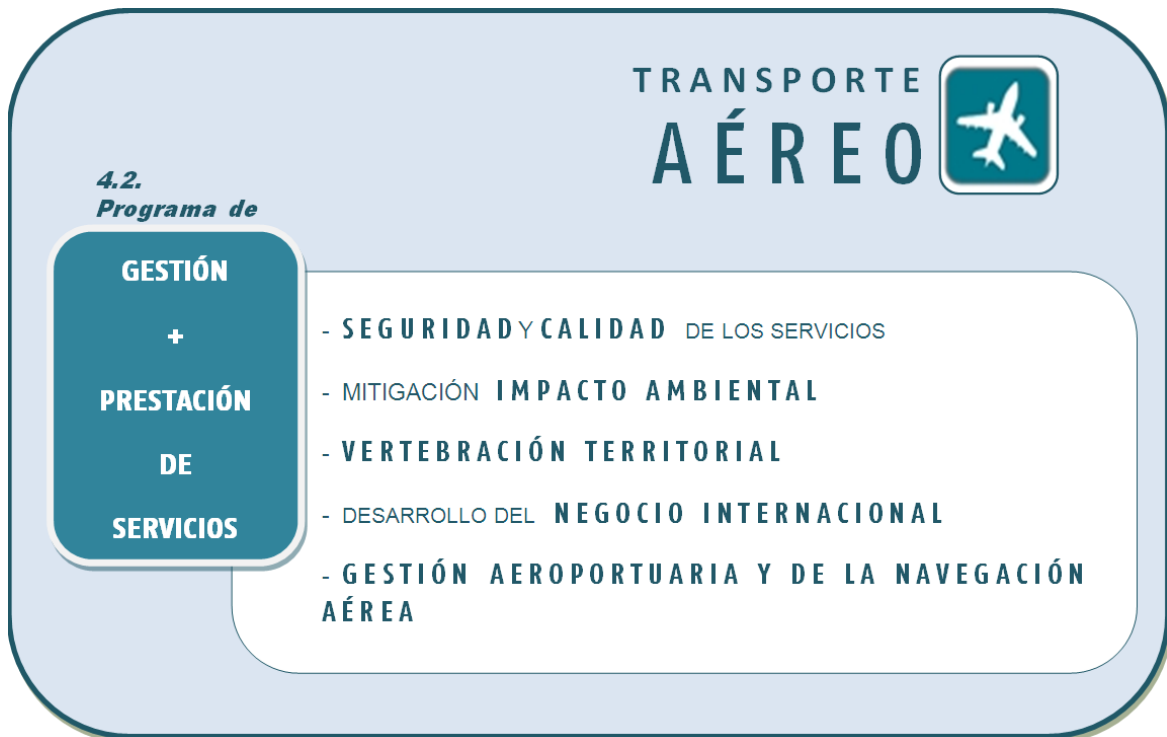 TRANSPORTE
AÉREO
4.2.
Programa de
GESTIÓN
+
PRESTACIÓN
DE
SERVICIOS
- SEGURIDAD Y CALIDAD DE LOS SERVICIOS
- MITIGACIÓN IMPACTO AMBIENTAL
- VERTEBRACIÓN TERRITORIAL
- DESARROLLO DEL NEGOCIO INTERNACIONAL
- GESTIÓN AEROPORTUARIA Y DE LA NAVEGACIÓN
AÉREA